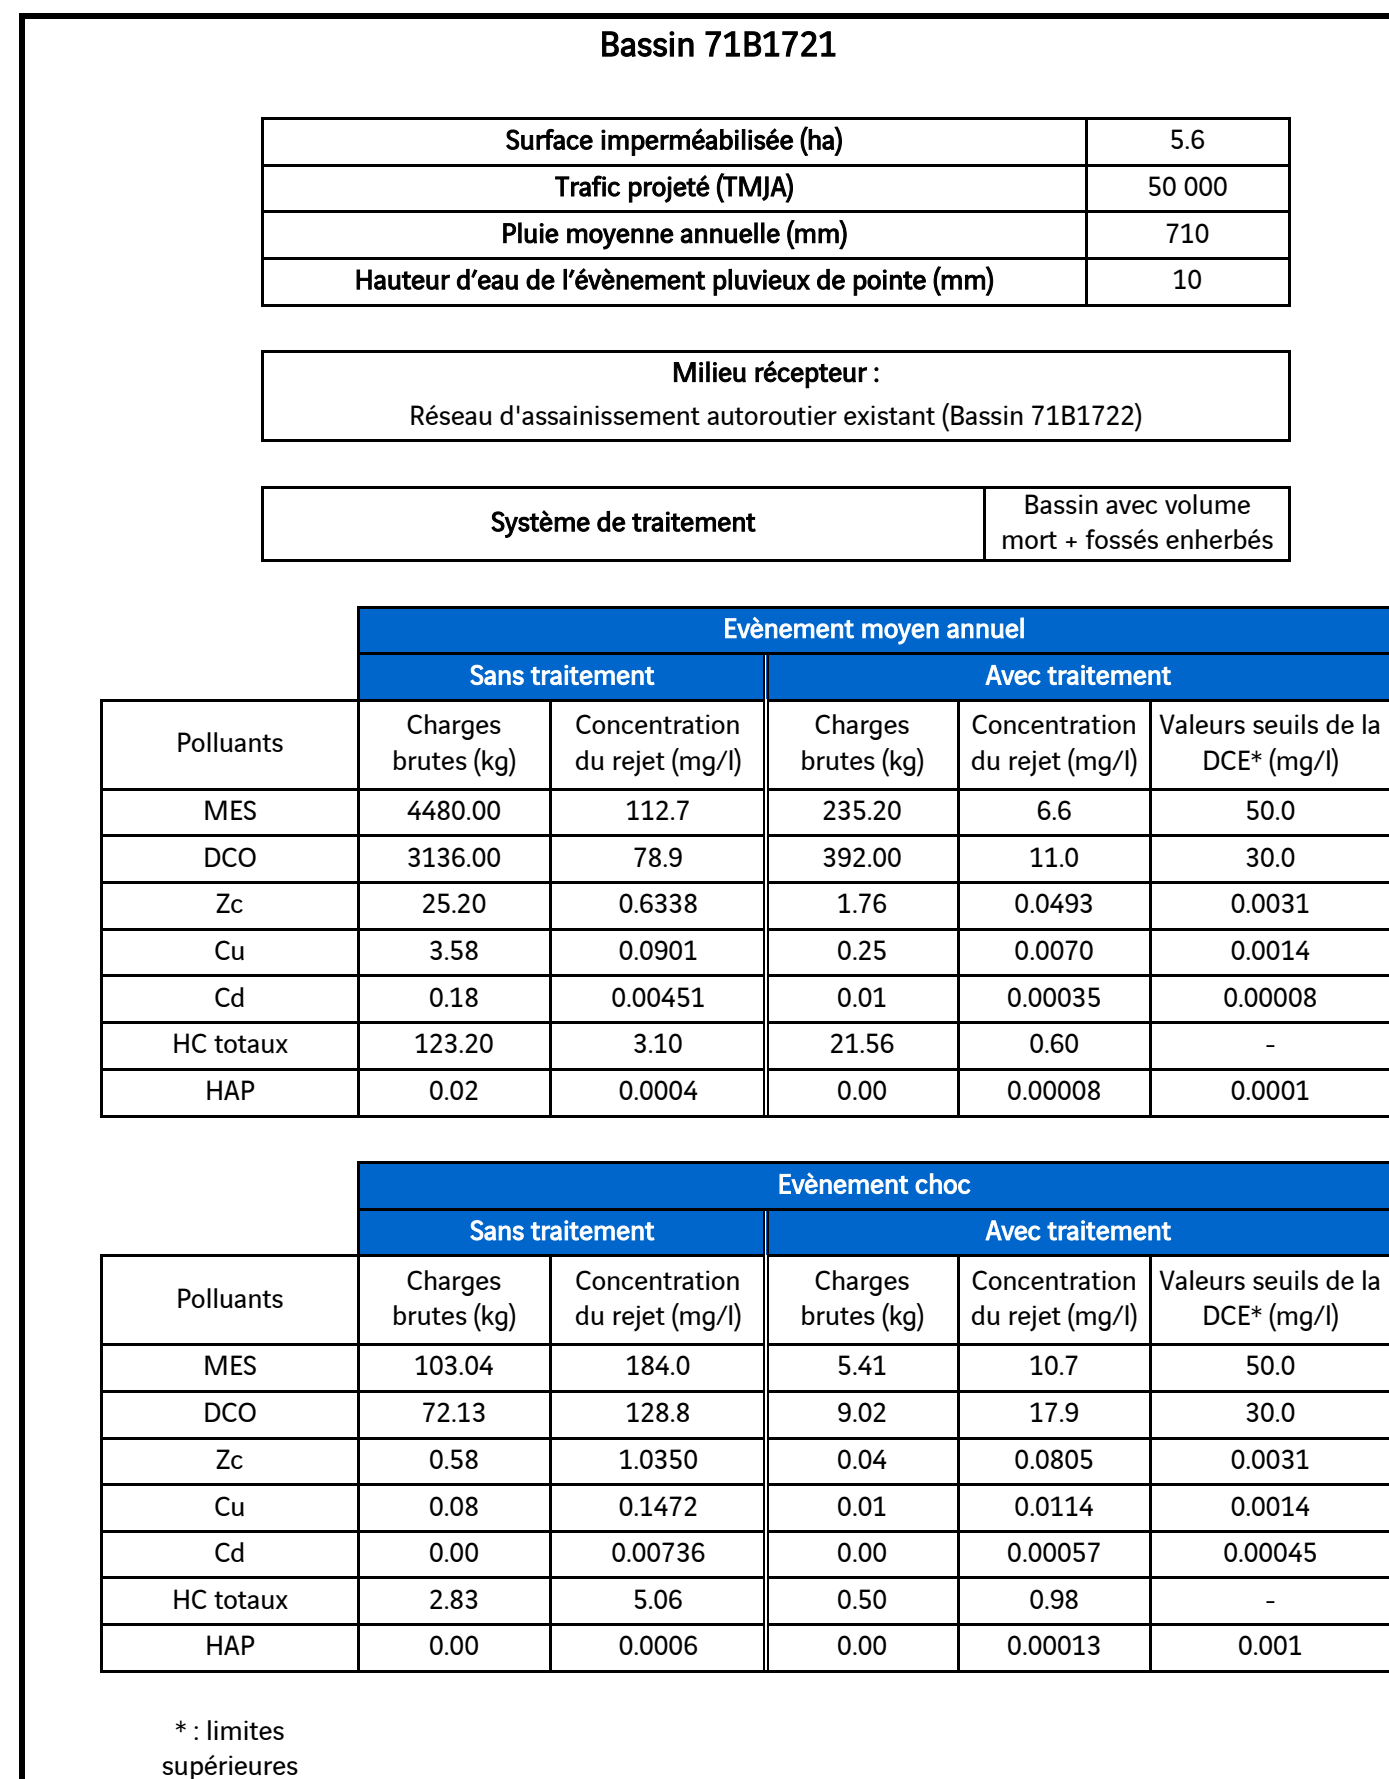 Bassin 71B1721
Surface imperméabilisée (ha) 5.6
Trafic projeté (TMJA) 50 000
Pluie moyenne annuelle (mm) 710
Hauteur d’eau de l’évènement pluvieux de pointe (mm) 10
Milieu récepteur :
Réseau d'assainissement autoroutier existant (Bassin 71B1722)
Système de traitement
Bassin avec volume
mort + fossés enherbés
Evènement moyen annuel
Sans traitement Avec traitement
Polluants
Charges
brutes (kg)
Concentration
du rejet (mg/l)
Charges
brutes (kg)
Concentration
du rejet (mg/l)
Valeurs seuils de la
DCE* (mg/l)
MES 4480.00 112.7 235.20 6.6 50.0
DCO 3136.00 78.9 392.00 11.0 30.0
Zc 25.20 0.6338 1.76 0.0493 0.0031
Cu 3.58 0.0901 0.25 0.0070 0.0014
Cd 0.18 0.00451 0.01 0.00035 0.00008
HC totaux 123.20 3.10 21.56 0.60 -
HAP 0.02 0.0004 0.00 0.00008 0.0001
Evènement choc
Sans traitement Avec traitement
Polluants
Charges
brutes (kg)
Concentration
du rejet (mg/l)
Charges
brutes (kg)
Concentration
du rejet (mg/l)
Valeurs seuils de la
DCE* (mg/l)
MES 103.04 184.0 5.41 10.7 50.0
DCO 72.13 128.8 9.02 17.9 30.0
Zc 0.58 1.0350 0.04 0.0805 0.0031
Cu 0.08 0.1472 0.01 0.0114 0.0014
Cd 0.00 0.00736 0.00 0.00057 0.00045
HC totaux 2.83 5.06 0.50 0.98 -
HAP 0.00 0.0006 0.00 0.00013 0.001
* : limites
supérieures